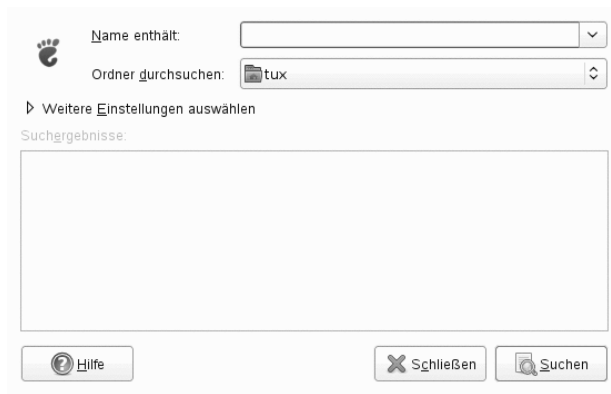 Name enthält:
Ordner durchsuchen: tux
Weitere Einstellungen auswählen
Suchergebnisse:
Hilfe Schließen Suchen